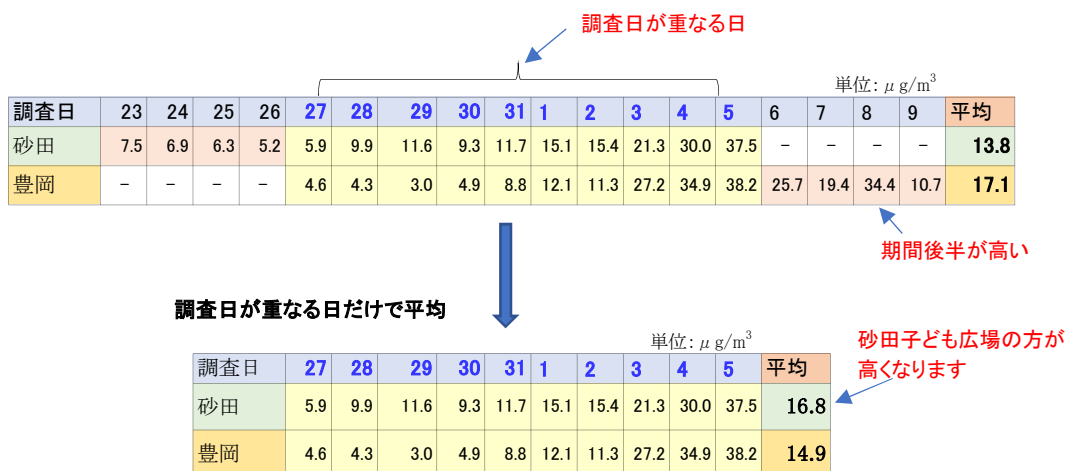 調査日が重なる日
単位:μg/m³
調査日 23 24 25 26 27 28 29 30 31 1 2 3 4 5 6 7 8 9 平均
砂田 7.5 6.9 6.3 5.2 5.9 9.9 11.6 9.3 11.7 15.1 15.4 21.3 30.0 37.5 － － － － 13.8
豊岡 － － － － 4.6 4.3 3.0 4.9 8.8 12.1 11.3 27.2 34.9 38.2 25.7 19.4 34.4 10.7 17.1
期間後半が高い
調査日が重なる日だけで平均
単位:μg/m³
砂田子ども広場の方が
高くなります
調査日 27 28 29 30 31 1 2 3 4 5 平均
砂田 5.9 9.9 11.6 9.3 11.7 15.1 15.4 21.3 30.0 37.5 16.8
豊岡 4.6 4.3 3.0 4.9 8.8 12.1 11.3 27.2 34.9 38.2 14.9